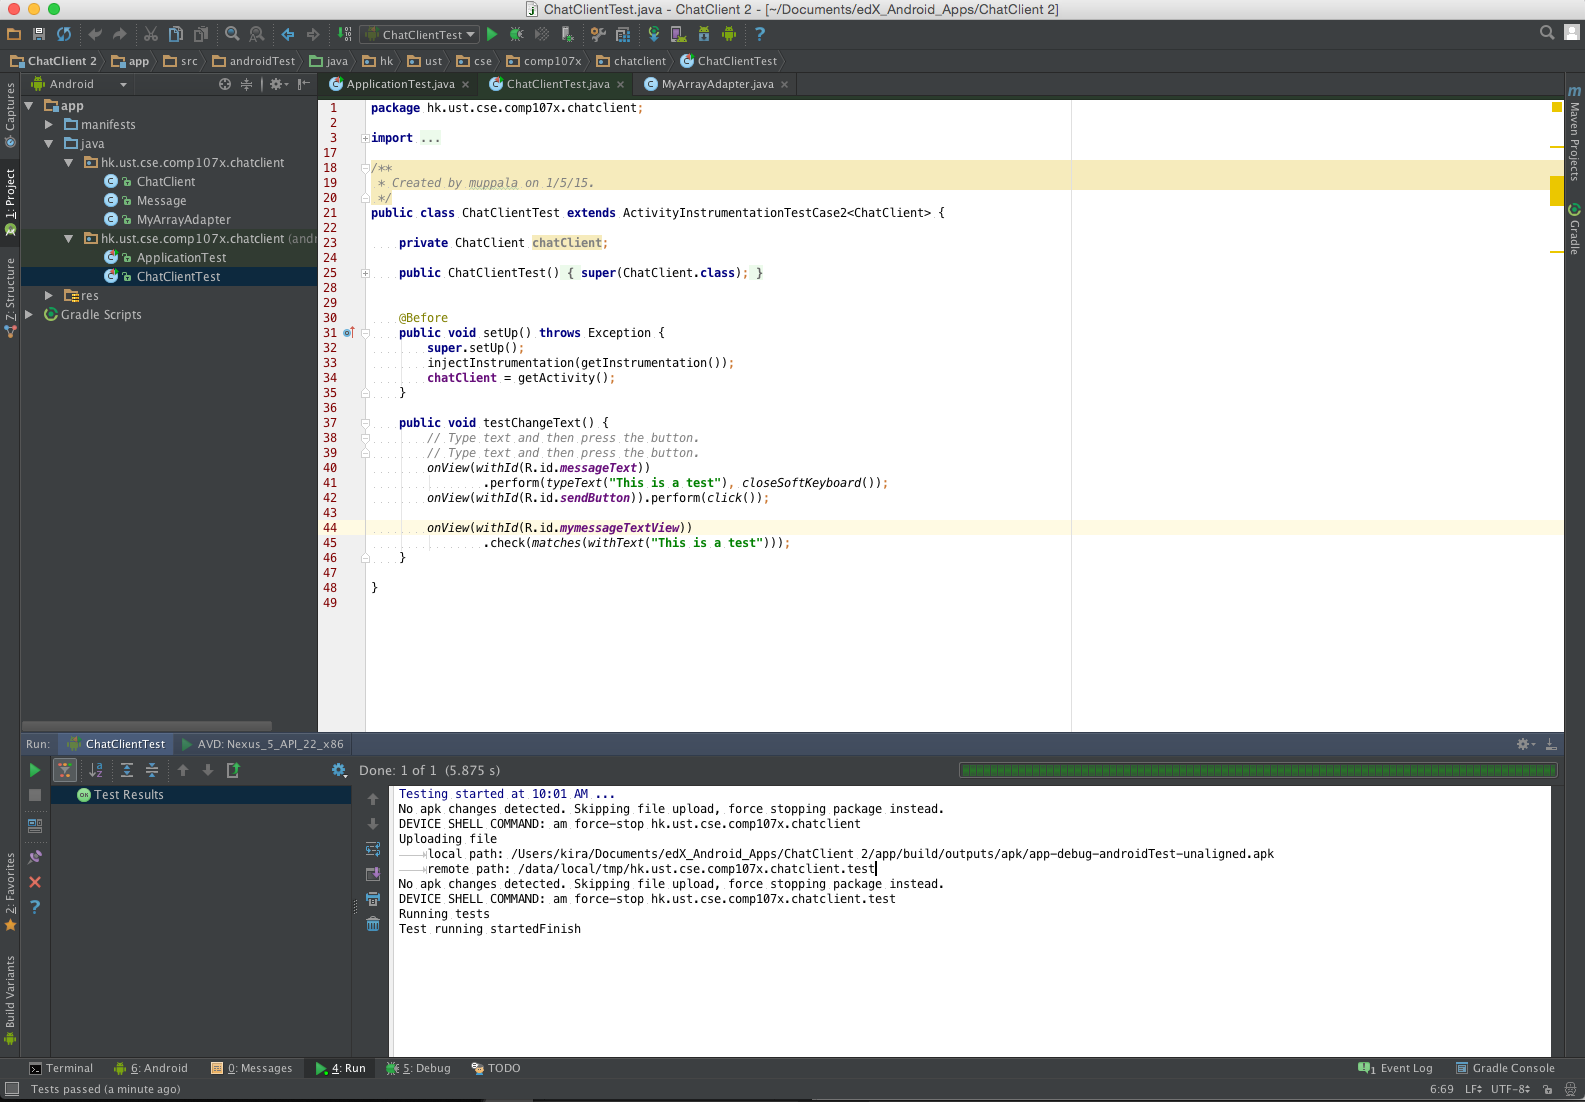 ChatClientTest.java - ChatClient 2 - [~/Documents/edX_Android_Apps/ChatClient 2]
ChatClientTest
ChatClient 2 app src androidTest java hk ust cse comp107x chatclient ChatClientTest
Android
ApplicationTest.java ChatClientTest.java MyArrayAdapter.java
Captures
1: Project
Z: Structure
2: Favorites
Build Variants
app
manifests
java
hk.ust.cse.comp107x.chatclient
ChatClient
Message
MyArrayAdapter
hk.ust.cse.comp107x.chatclient (andr
ApplicationTest
ChatClientTest
res
Gradle Scripts
1 package hk.ust.cse.comp107x.chatclient;
2
3 import ...
17
18 /**
19 * Created by muppala on 1/5/15.
20 */
21 public class ChatClientTest extends ActivityInstrumentationTestCase2<ChatClient> {
22
23 private ChatClient chatClient;
24
25 public ChatClientTest() { super(ChatClient.class); }
28
29
30 @Before
31 public void setUp() throws Exception {
32 super.setUp();
33 injectInstrumentation(getInstrumentation());
34 chatClient = getActivity();
35 }
36
37 public void testChangeText() {
38 // Type text and then press the button.
39 // Type text and then press the button.
40 onView(withId(R.id.messageText))
41 .perform(typeText("This is a test"), closeSoftKeyboard());
42 onView(withId(R.id.sendButton)).perform(click());
43
44 onView(withId(R.id.mymessageTextView))
45 .check(matches(withText("This is a test")));
46 }
47
48 }
49
Maven Projects
Gradle
Run: ChatClientTest AVD: Nexus_5_API_22_x86
Done: 1 of 1 (5.875 s)
OK Test Results
Testing started at 10:01 AM ...
No apk changes detected. Skipping file upload, force stopping package instead.
DEVICE SHELL COMMAND: am force-stop hk.ust.cse.comp107x.chatclient
Uploading file
local path: /Users/kira/Documents/edX_Android_Apps/ChatClient 2/app/build/outputs/apk/app-debug-androidTest-unaligned.apk
remote path: /data/local/tmp/hk.ust.cse.comp107x.chatclient.test
No apk changes detected. Skipping file upload, force stopping package instead.
DEVICE SHELL COMMAND: am force-stop hk.ust.cse.comp107x.chatclient.test
Running tests
Test running startedFinish
Terminal 6: Android 0: Messages 4: Run 5: Debug TODO 1 Event Log Gradle Console
Tests passed (a minute ago) 6:69 LF UTF-8